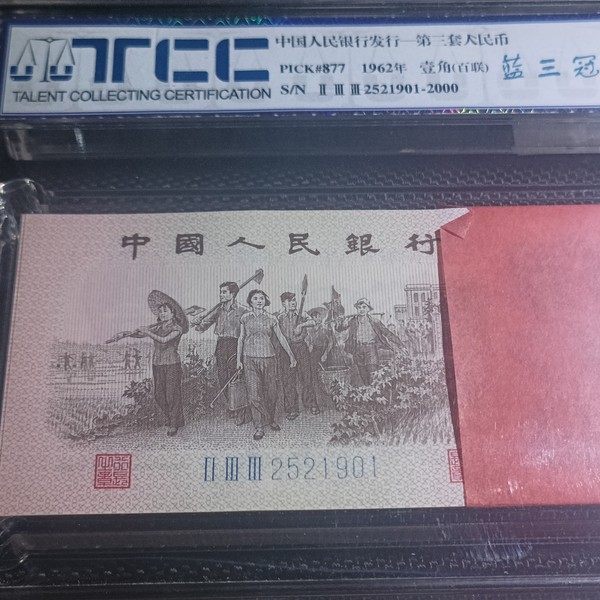 TCC
TALENT COLLECTING CERTIFICATION
中国人民银行发行—第三套人民币
PICK#877 1962年 壹角(百联)
S/N Ⅱ Ⅲ Ⅲ 2521901-2000
蓝三冠
中國人民銀行
Ⅱ Ⅲ Ⅲ 2521901